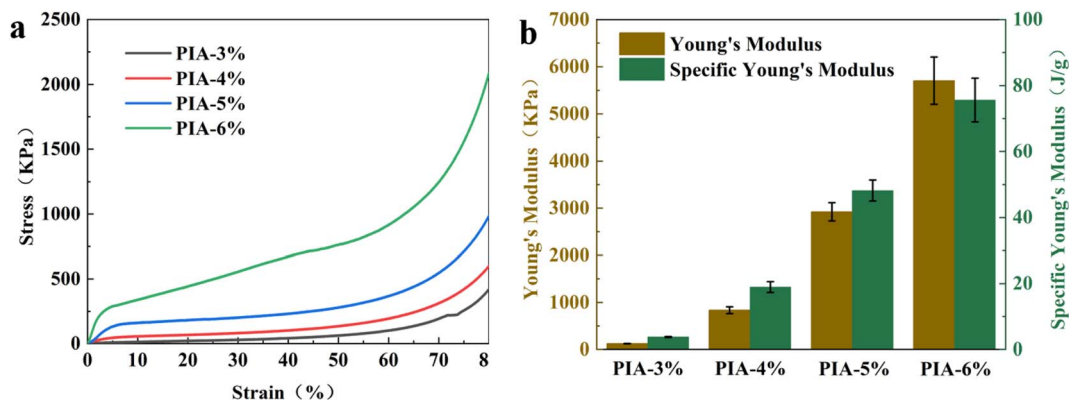 a
2500
2000
1500
1000
500
0
Stress（KPa）
PIA-3%
PIA-4%
PIA-5%
PIA-6%
0 10 20 30 40 50 60 70 8
Strain（%）
b
7000
6000
5000
4000
3000
2000
1000
0
Young's Modulus（KPa）
Young's Modulus
Specific Young's Modulus
100
80
60
40
20
0
Specific Young's Modulus（J/g）
PIA-3% PIA-4% PIA-5% PIA-6%